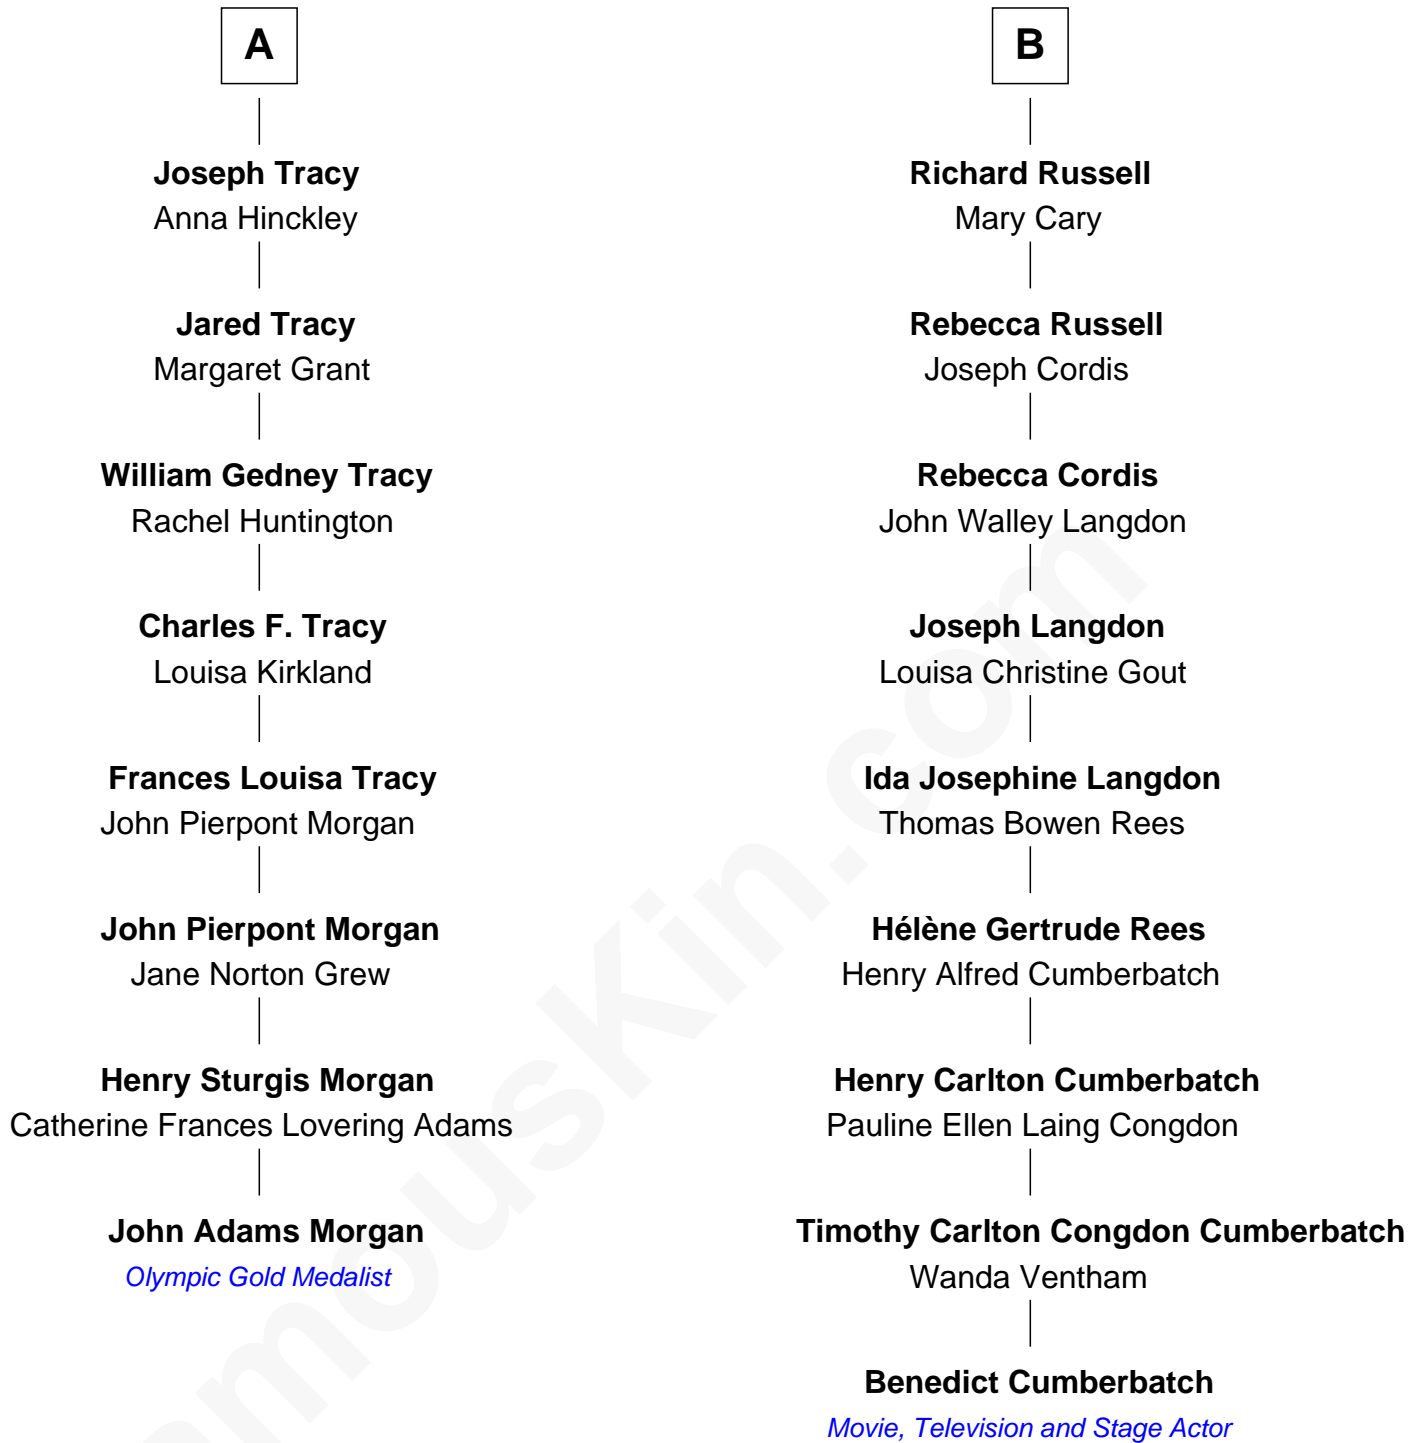 A
Joseph Tracy
Anna Hinckley
Jared Tracy
Margaret Grant
William Gedney Tracy
Rachel Huntington
Charles F. Tracy
Louisa Kirkland
Frances Louisa Tracy
John Pierpont Morgan
John Pierpont Morgan
Jane Norton Grew
Henry Sturgis Morgan
Catherine Frances Lovering Adams
John Adams Morgan
Olympic Gold Medalist
B
Richard Russell
Mary Cary
Rebecca Russell
Joseph Cordis
Rebecca Cordis
John Walley Langdon
Joseph Langdon
Louisa Christine Gout
Ida Josephine Langdon
Thomas Bowen Rees
Hélène Gertrude Rees
Henry Alfred Cumberbatch
Henry Carlton Cumberbatch
Pauline Ellen Laing Congdon
Timothy Carlton Congdon Cumberbatch
Wanda Ventham
Benedict Cumberbatch
Movie, Television and Stage Actor
amousKin.com